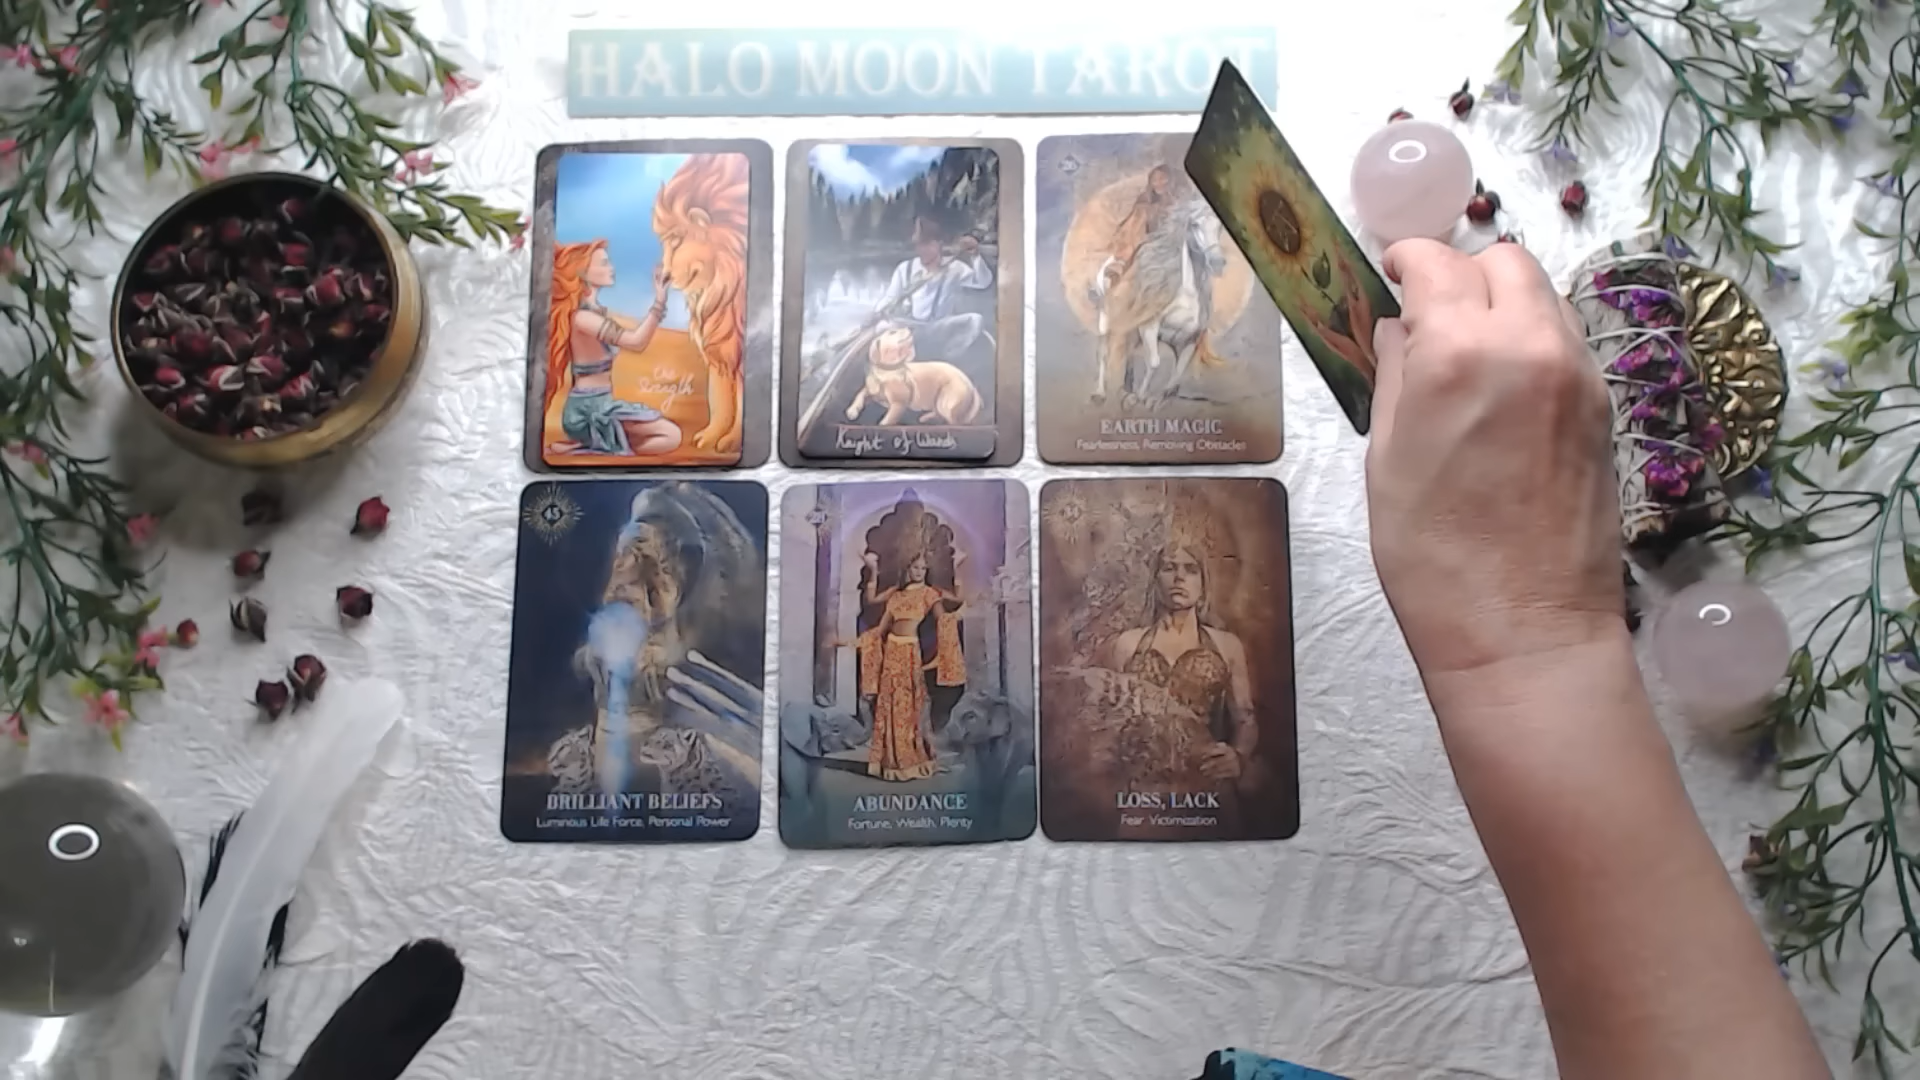 HALO MOON TAROT
the
Strength
Knight of Wands
EARTH MAGIC
Fearlessness, Removing Obstacles
45
BRILLIANT BELIEFS
Luminous Life Force, Personal Power
ABUNDANCE
Fortune, Wealth, Plenty
LOSS, LACK
Fear Victimization